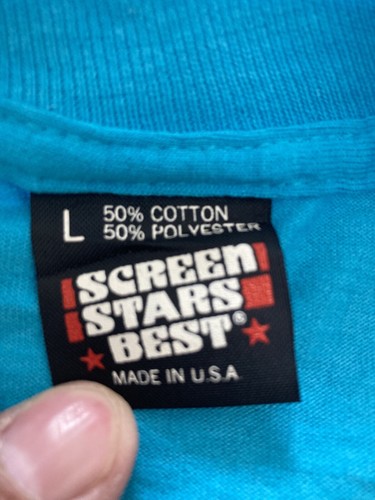 L 50% COTTON
50% POLYESTER
SCREEN
STARS
BEST®
MADE IN U.S.A